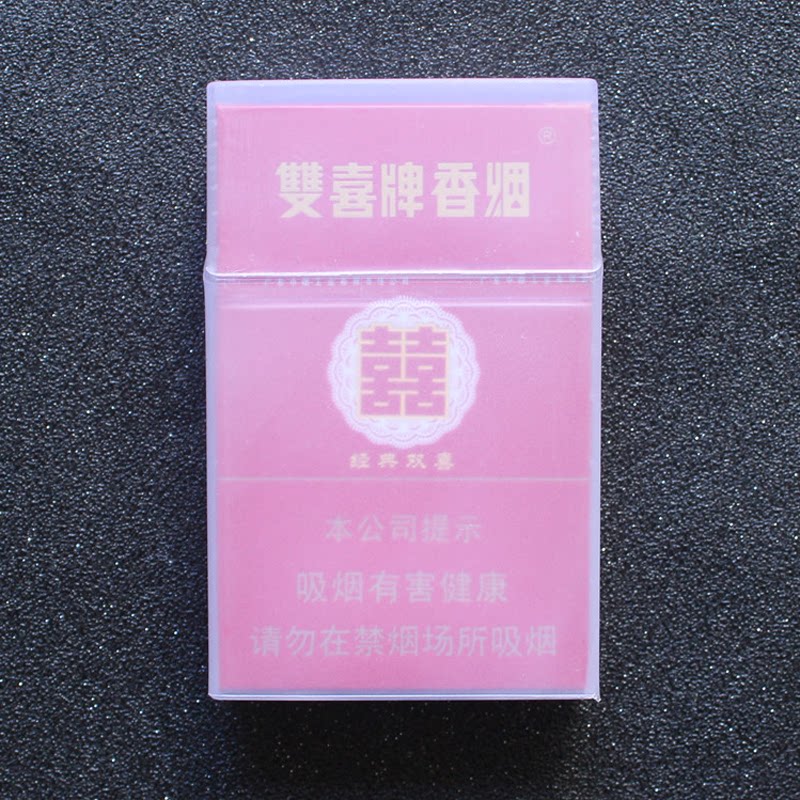 ®
雙喜牌香烟
囍
经典双喜
本公司提示
吸烟有害健康
请勿在禁烟场所吸烟